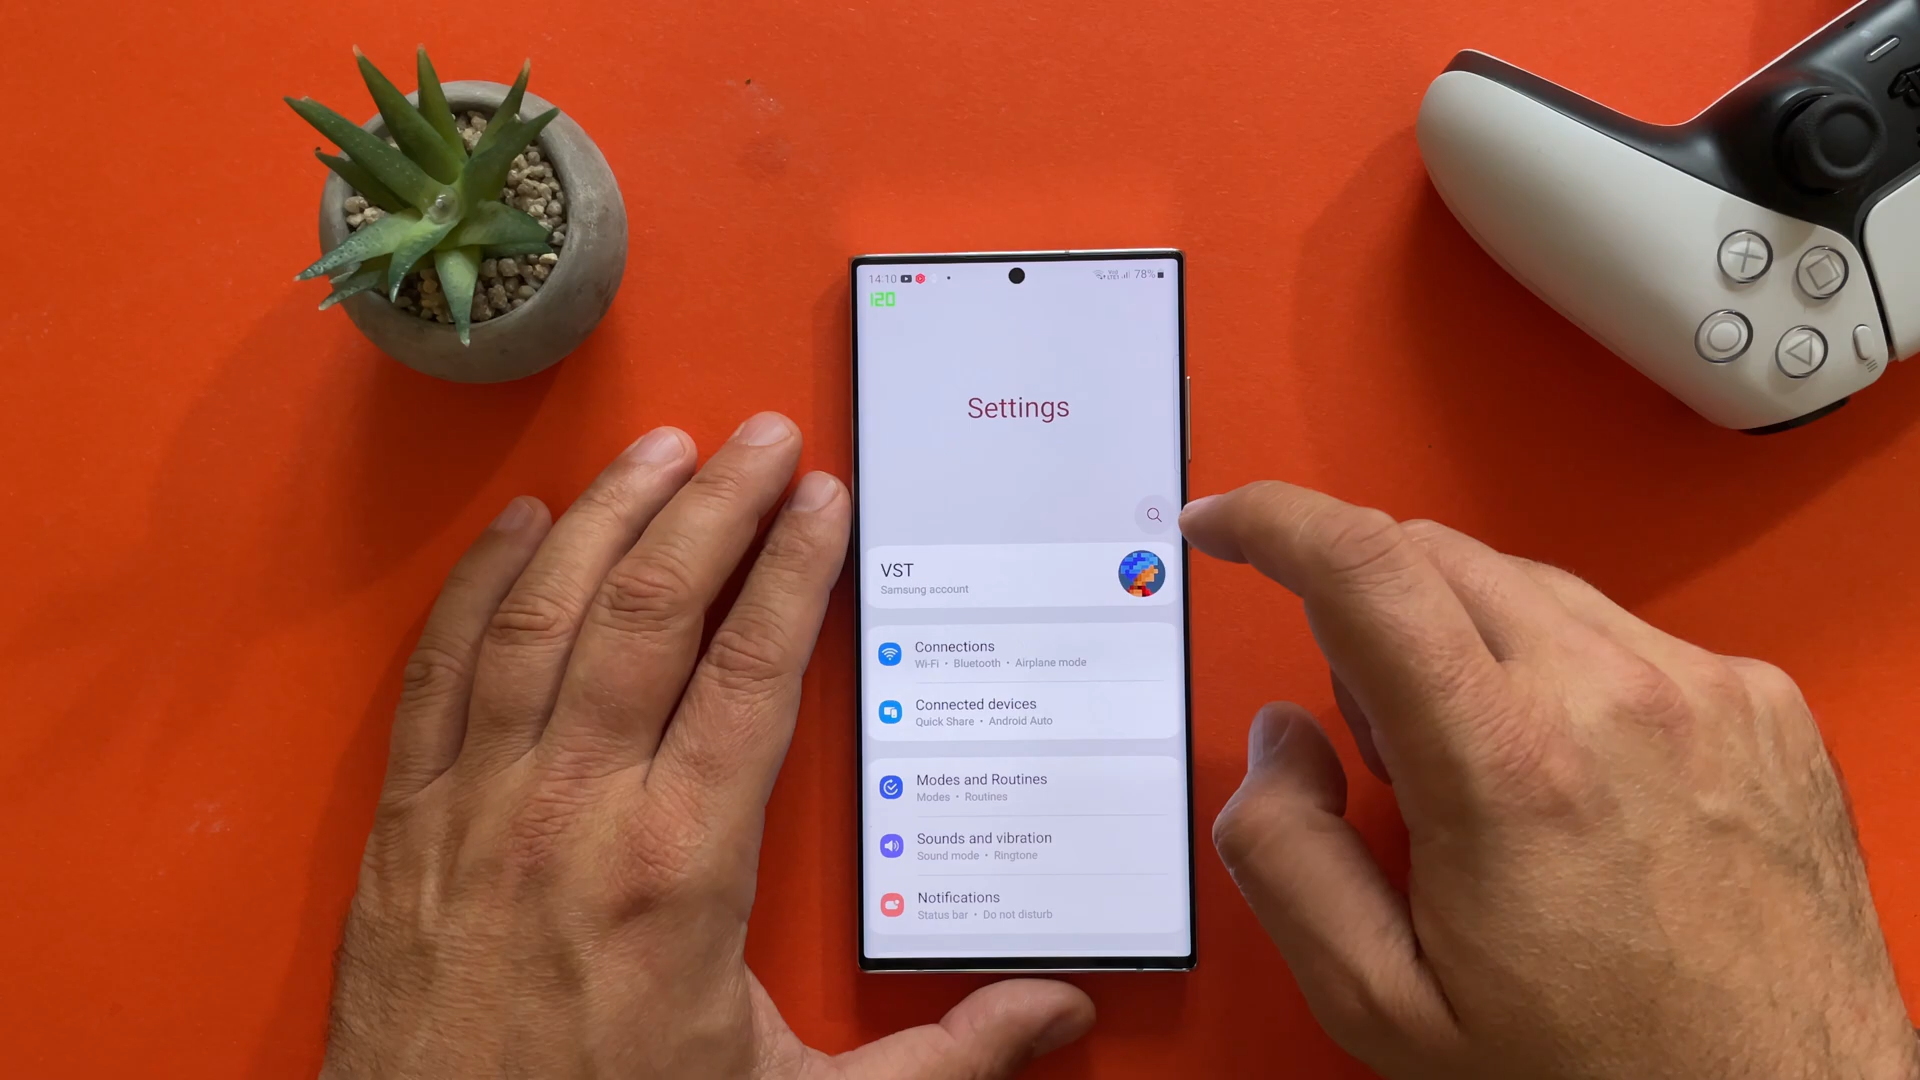 14:10
78%
120
Settings
VST
Samsung account
Connections
Wi-Fi • Bluetooth • Airplane mode
Connected devices
Quick Share • Android Auto
Modes and Routines
Modes • Routines
Sounds and vibration
Sound mode • Ringtone
Notifications
Status bar • Do not disturb